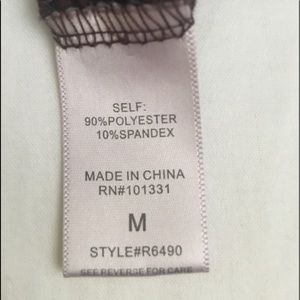 SELF:
90%POLYESTER
10%SPANDEX
MADE IN CHINA
RN#101331
M
STYLE#R6490
SEE REVERSE FOR CARE